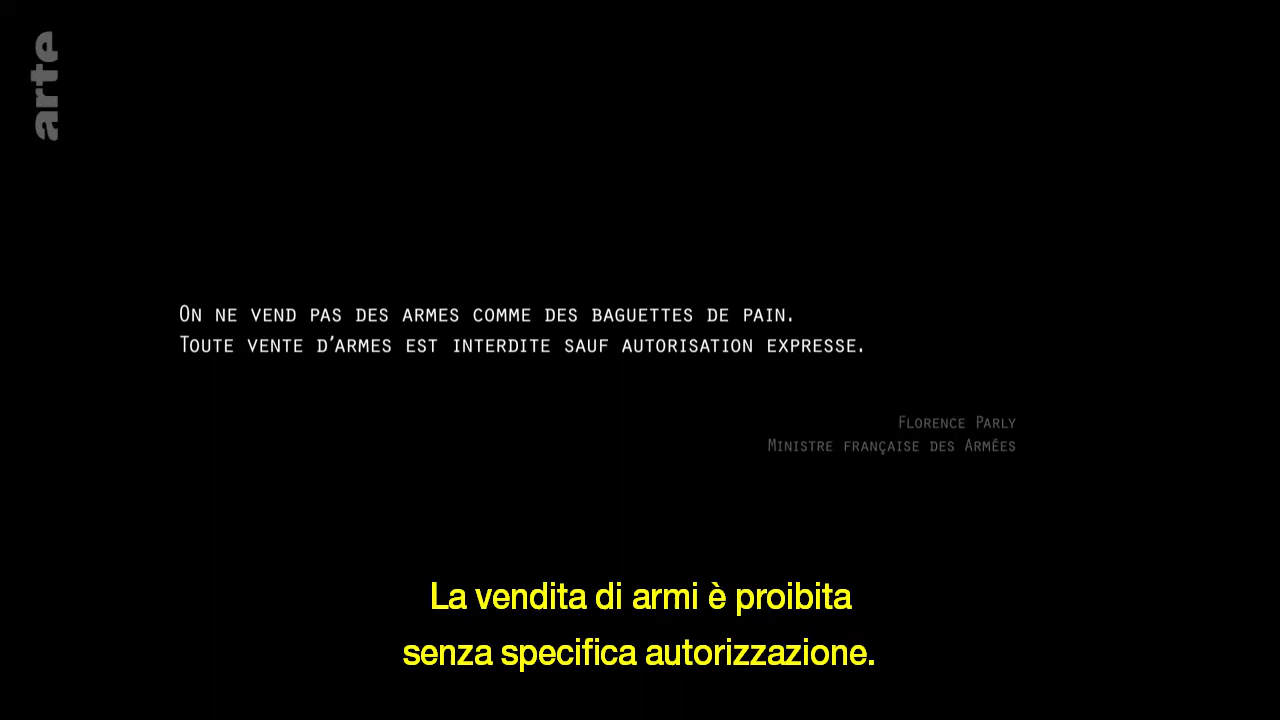 arte
On ne vend pas des armes comme des baguettes de pain.
Toute vente d'armes est interdite sauf autorisation expresse.
Florence Parly
Ministre française des Armées
La vendita di armi è proibita
senza specifica autorizzazione.